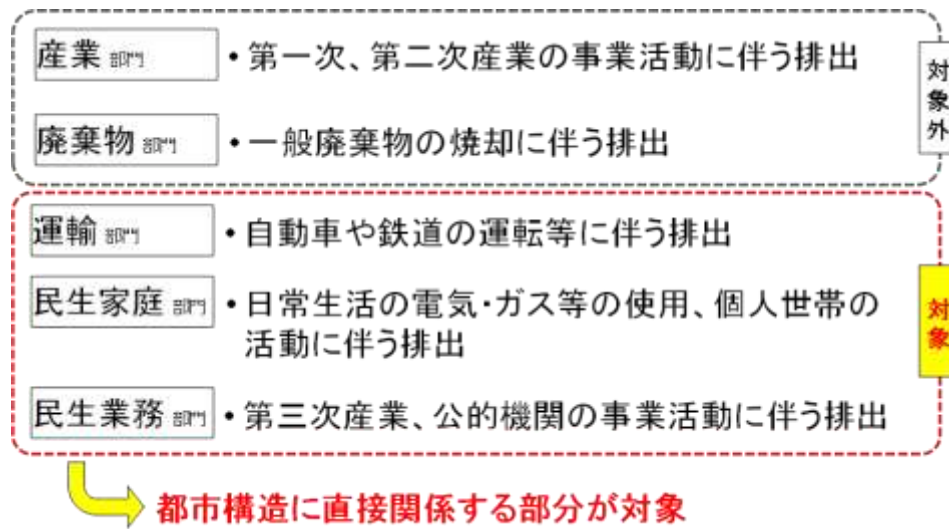 産業 部門
・第一次、第二次産業の事業活動に伴う排出
対象外
廃棄物 部門
・一般廃棄物の焼却に伴う排出
運輸 部門
・自動車や鉄道の運転等に伴う排出
民生家庭 部門
・日常生活の電気・ガス等の使用、個人世帯の
活動に伴う排出
対象
民生業務 部門
・第三次産業、公的機関の事業活動に伴う排出
都市構造に直接関係する部分が対象